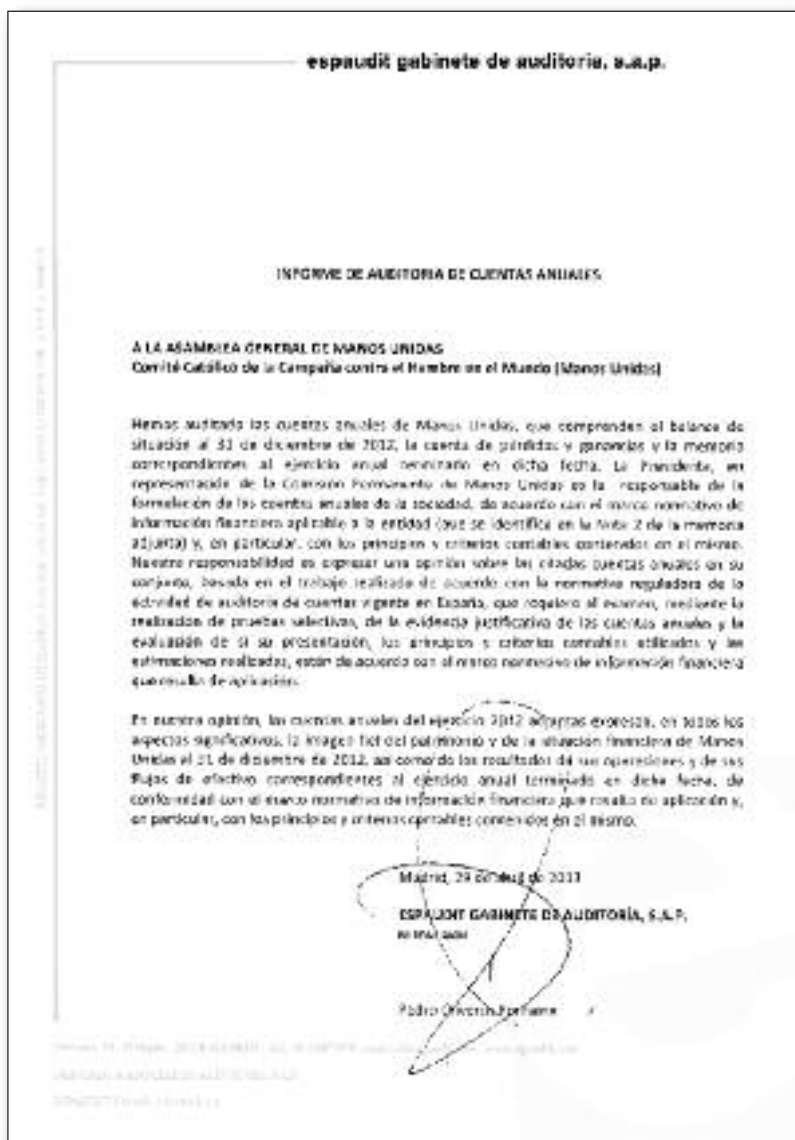 espaudit gabinete de auditoría, s.a.p.
INFORME DE AUDITORIA DE CUENTAS ANUALES
A LA ASAMBLEA GENERAL DE MANOS UNIDAS
Comité Católico de la Campaña contra el Hambre en el Mundo (Manos Unidas)
Hemos auditado las cuentas anuales de Manos Unidas, que comprenden el balance de
situación al 31 de diciembre de 2012, la cuenta de pérdidas y ganancias y la memoria
correspondientes al ejercicio anual terminado en dicha fecha. La Presidente, en
representación de la Comisión Permanente de Manos Unidas es la responsable de la
formulación de las cuentas anuales de la sociedad, de acuerdo con el marco normativo de
información financiera aplicable a la entidad (que se identifica en la Nota 2 de la memoria
adjunta) y, en particular, con los principios y criterios contables contenidos en el mismo.
Nuestra responsabilidad es expresar una opinión sobre las citadas cuentas anuales en su
conjunto, basada en el trabajo realizado de acuerdo con la normativa reguladora de la
actividad de auditoría de cuentas vigente en España, que requiere el examen, mediante la
realización de pruebas selectivas, de la evidencia justificativa de las cuentas anuales y la
evaluación de si su presentación, los principios y criterios contables utilizados y las
estimaciones realizadas, están de acuerdo con el marco normativo de información financiera
que resulta de aplicación.
En nuestra opinión, las cuentas anuales del ejercicio 2012 adjuntas expresan, en todos los
aspectos significativos, la imagen fiel del patrimonio y de la situación financiera de Manos
Unidas al 31 de diciembre de 2012, así como de los resultados de sus operaciones y de sus
flujos de efectivo correspondientes al ejercicio anual terminado en dicha fecha, de
conformidad con el marco normativo de información financiera que resulta de aplicación y,
en particular, con los principios y criterios contables contenidos en el mismo.
Madrid, 29 de abril de 2013
ESPAUDIT GABINETE DE AUDITORÍA, S.A.P.
Pedro